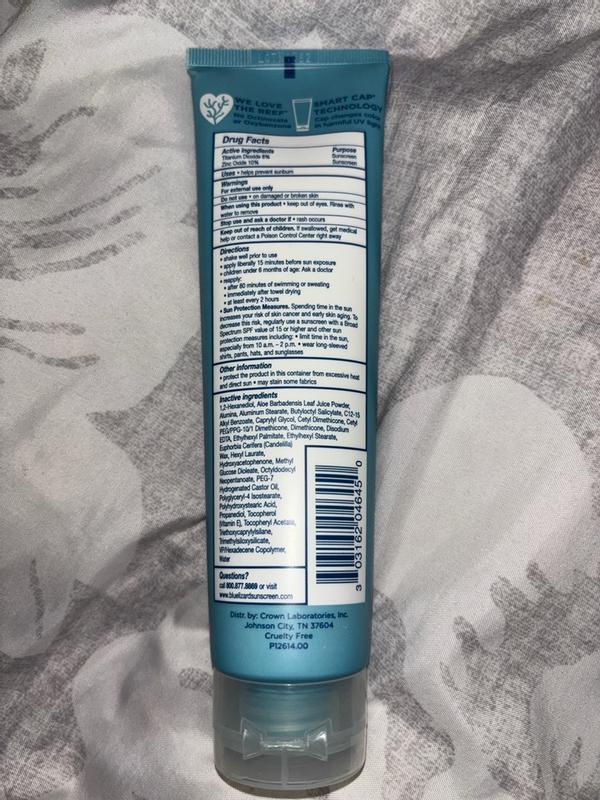 WE LOVE
THE REEF™
No Octinoxate
or Oxybenzone
SMART CAP®
TECHNOLOGY
Cap changes color
in harmful UV light
Drug Facts
Active Ingredients Purpose
Titanium Dioxide 8% Sunscreen
Zinc Oxide 10% Sunscreen
Uses • helps prevent sunburn
Warnings
For external use only
Do not use • on damaged or broken skin
When using this product • keep out of eyes. Rinse with
water to remove
Stop use and ask a doctor if • rash occurs
Keep out of reach of children. If swallowed, get medical
help or contact a Poison Control Center right away
Directions
• shake well prior to use
• apply liberally 15 minutes before sun exposure
• children under 6 months of age: Ask a doctor
• reapply:
• after 80 minutes of swimming or sweating
• immediately after towel drying
• at least every 2 hours
• Sun Protection Measures. Spending time in the sun
increases your risk of skin cancer and early skin aging. To
decrease this risk, regularly use a sunscreen with a Broad
Spectrum SPF value of 15 or higher and other sun
protection measures including: • limit time in the sun,
especially from 10 a.m. – 2 p.m. • wear long-sleeved
shirts, pants, hats, and sunglasses
Other information
• protect the product in this container from excessive heat
and direct sun • may stain some fabrics
Inactive ingredients
1,2-Hexanediol, Aloe Barbadensis Leaf Juice Powder,
Alumina, Aluminum Stearate, Butyloctyl Salicylate, C12-15
Alkyl Benzoate, Caprylyl Glycol, Cetyl Dimethicone, Cetyl
PEG/PPG-10/1 Dimethicone, Dimethicone, Disodium
EDTA, Ethylhexyl Palmitate, Ethylhexyl Stearate,
Euphorbia Cerifera (Candelilla)
Wax, Hexyl Laurate,
Hydroxyacetophenone, Methyl
Glucose Dioleate, Octyldodecyl
Neopentanoate, PEG-7
Hydrogenated Castor Oil,
Polyglyceryl-4 Isostearate,
Polyhydroxystearic Acid,
Propanediol, Tocopherol
(Vitamin E), Tocopheryl Acetate,
Triethoxycaprylylsilane,
Trimethylsiloxysilicate,
VP/Hexadecene Copolymer,
Water
3 03162 04645 0
Questions?
call 800.877.8869 or visit
www.bluelizardsunscreen.com
Distr. by: Crown Laboratories, Inc.
Johnson City, TN 37604
Cruelty Free
P12614.00